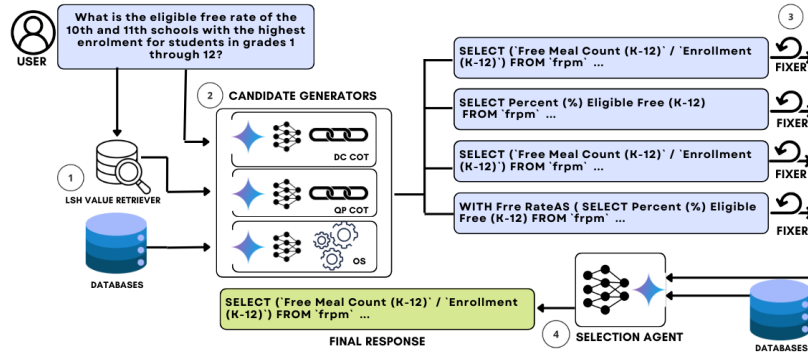 What is the eligible free rate of the
10th and 11th schools with the highest
enrolment for students in grades 1
through 12?
USER
3
SELECT (`Free Meal Count (K-12)` / `Enrollment
(K-12)`) FROM `frpm` ...
FIXER
2
CANDIDATE GENERATORS
SELECT Percent (%) Eligible Free (K-12)
FROM `frpm` ...
FIXER
DC COT
1
LSH VALUE RETRIEVER
SELECT (`Free Meal Count (K-12)` / `Enrollment
(K-12)`) FROM `frpm` ...
FIXER
QP COT
WITH Frre RateAS ( SELECT Percent (%) Eligible
Free (K-12) FROM `frpm` ...
FIXER
OS
DATABASES
SELECT (`Free Meal Count (K-12)` / `Enrollment
(K-12)`) FROM `frpm` ...
FINAL RESPONSE
4
SELECTION AGENT
DATABASES